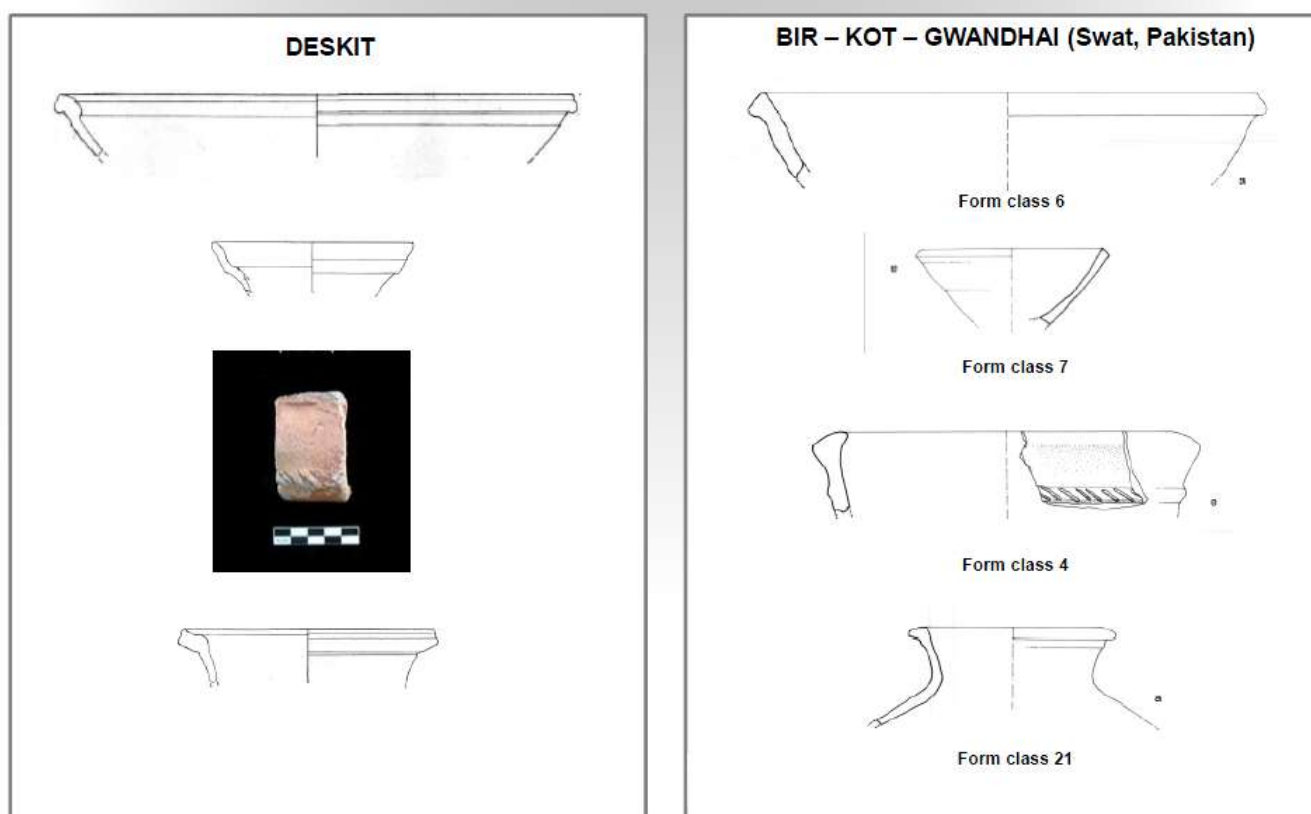 DESKIT
BIR – KOT – GWANDHAI (Swat, Pakistan)
Form class 6
Form class 7
Form class 4
Form class 21